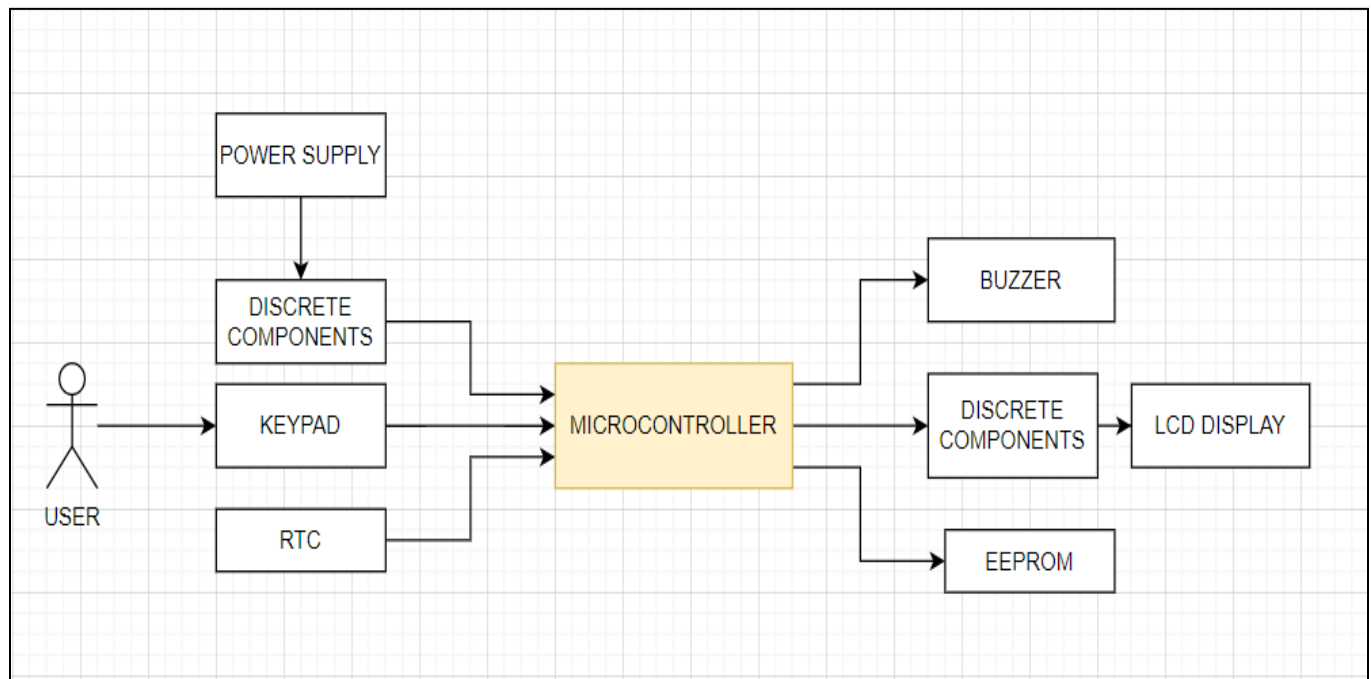 POWER SUPPLY
DISCRETE
COMPONENTS
KEYPAD
USER
RTC
MICROCONTROLLER
BUZZER
DISCRETE
COMPONENTS
LCD DISPLAY
EEPROM